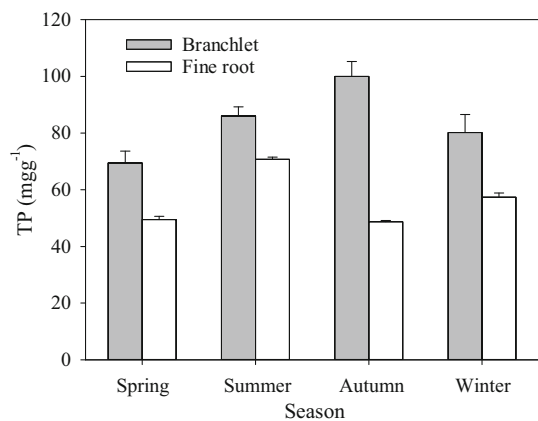 120
100
80
60
40
20
0
TP (mgg⁻¹)
Branchlet
Fine root
Spring Summer Autumn Winter
Season